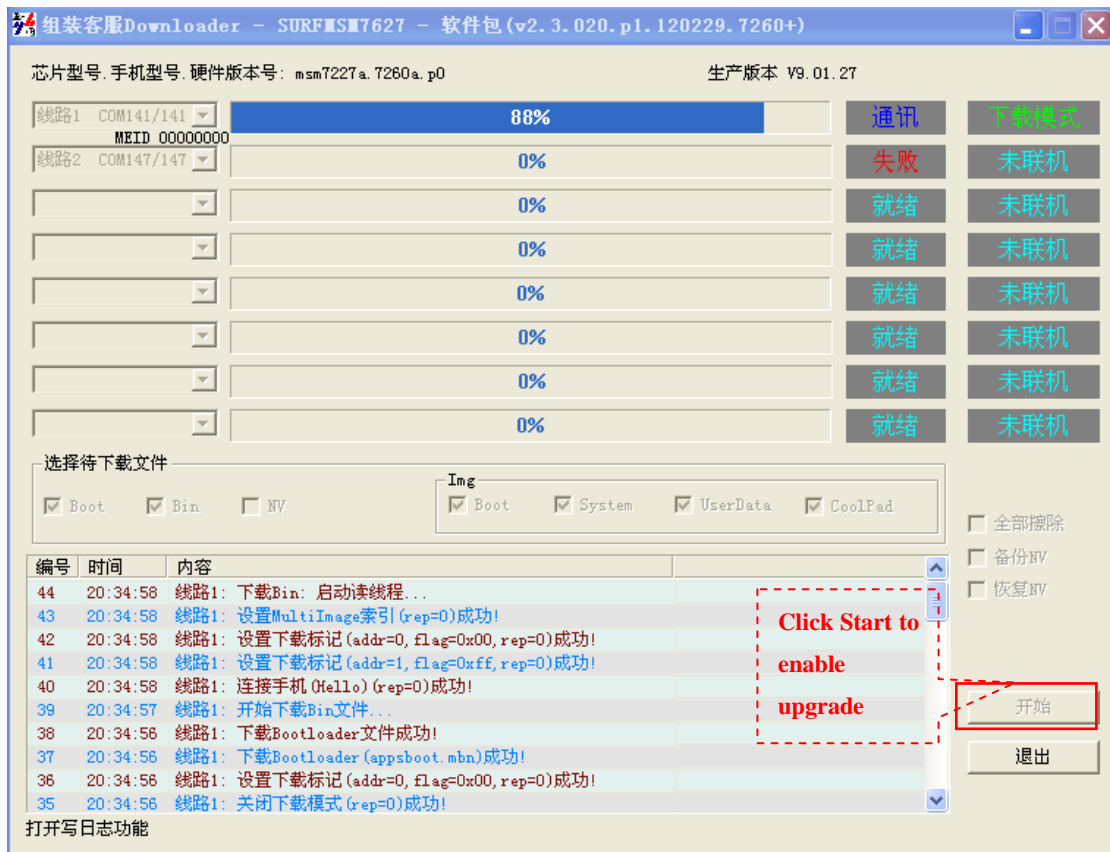 组装客服Downloader - SURFMSM7627 - 软件包(v2.3.020.p1.120229.7260+)
芯片型号.手机型号.硬件版本号: msm7227a.7260a.p0 生产版本 V9.01.27
线路1 COM141/141 88% 通讯 下载模式
MEID 00000000
线路2 COM147/147 0% 失败 未联机
0% 就绪 未联机
0% 就绪 未联机
0% 就绪 未联机
0% 就绪 未联机
0% 就绪 未联机
0% 就绪 未联机
选择待下载文件
Boot Bin NV
Img
Boot System UserData CoolPad
全部擦除
备份NV
恢复NV
编号 时间 内容
44 20:34:58 线路1: 下载Bin: 启动读线程...
43 20:34:58 线路1: 设置MultiImage索引(rep=0)成功!
42 20:34:58 线路1: 设置下载标记(addr=0,flag=0x00,rep=0)成功!
41 20:34:58 线路1: 设置下载标记(addr=1,flag=0xff,rep=0)成功!
40 20:34:58 线路1: 连接手机(Hello)(rep=0)成功!
39 20:34:57 线路1: 开始下载Bin文件...
38 20:34:56 线路1: 下载Bootloader文件成功!
37 20:34:56 线路1: 下载Bootloader(appsboot.mbn)成功!
36 20:34:56 线路1: 设置下载标记(addr=0,flag=0x00,rep=0)成功!
35 20:34:56 线路1: 关闭下载模式(rep=0)成功!
Click Start to
enable
upgrade
开始
退出
打开写日志功能